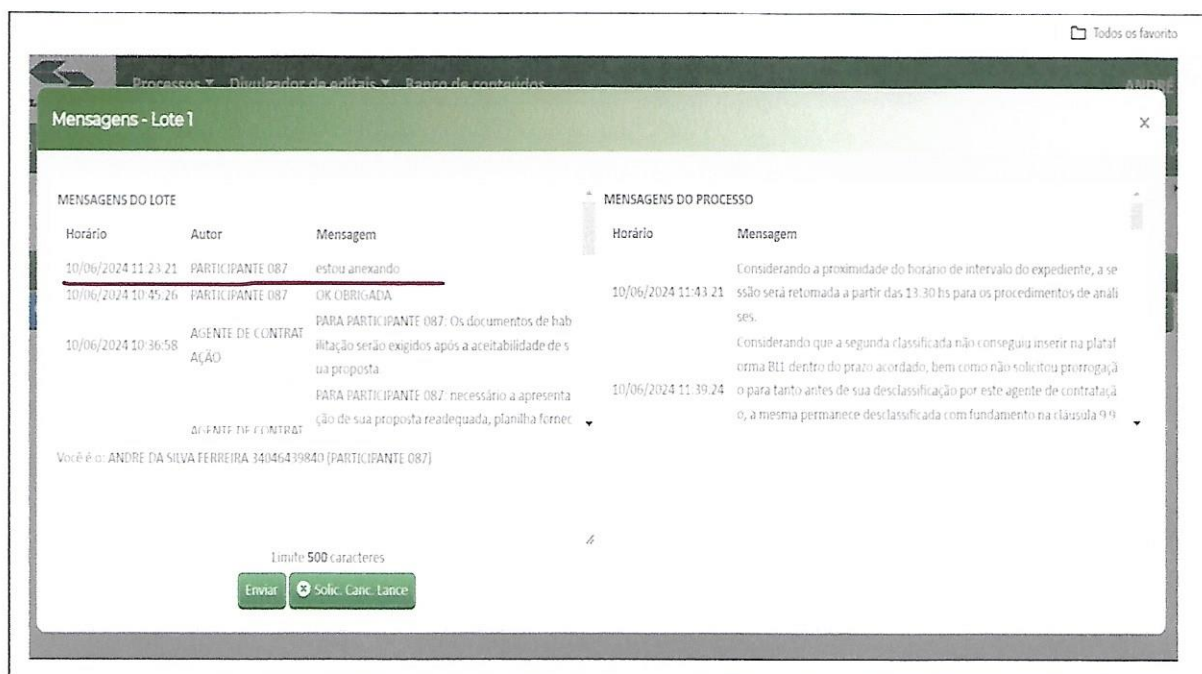 Todos os favorito
Processos Divulgador de editais Banco de conteúdos
ANDRÉ
Mensagens - Lote 1
MENSAGENS DO LOTE
Horário Autor Mensagem
10/06/2024 11:23:21 PARTICIPANTE 087 estou anexando
10/06/2024 10:45:26 PARTICIPANTE 087 OK OBRIGADA
PARA PARTICIPANTE 087: Os documentos de hab
10/06/2024 10:36:58 AGENTE DE CONTRAT ilitação serão exigidos após a aceitabilidade de s
AÇÃO ua proposta
PARA PARTICIPANTE 087: necessário a apresenta
ção de sua proposta readequada, planilha fornec
AGENTE DE CONTRAT
Você é o: ANDRE DA SILVA FERREIRA 34046439840 (PARTICIPANTE 087)
Limite 500 caracteres
Enviar Solic. Canc. Lance
MENSAGENS DO PROCESSO
Horário Mensagem
Considerando a proximidade do horário de intervalo do expediente, a se
10/06/2024 11:43:21 ssão será retomada a partir das 13:30 hs para os procedimentos de análi
ses.
Considerando que a segunda classificada não conseguiu inserir na plataf
orma BLL dentro do prazo acordado, bem como não solicitou prorrogaçã
10/06/2024 11:39:24 o para tanto antes de sua desclassificação por este agente de contrataçã
o, a mesma permanece desclassificada com fundamento na cláusula 9.9